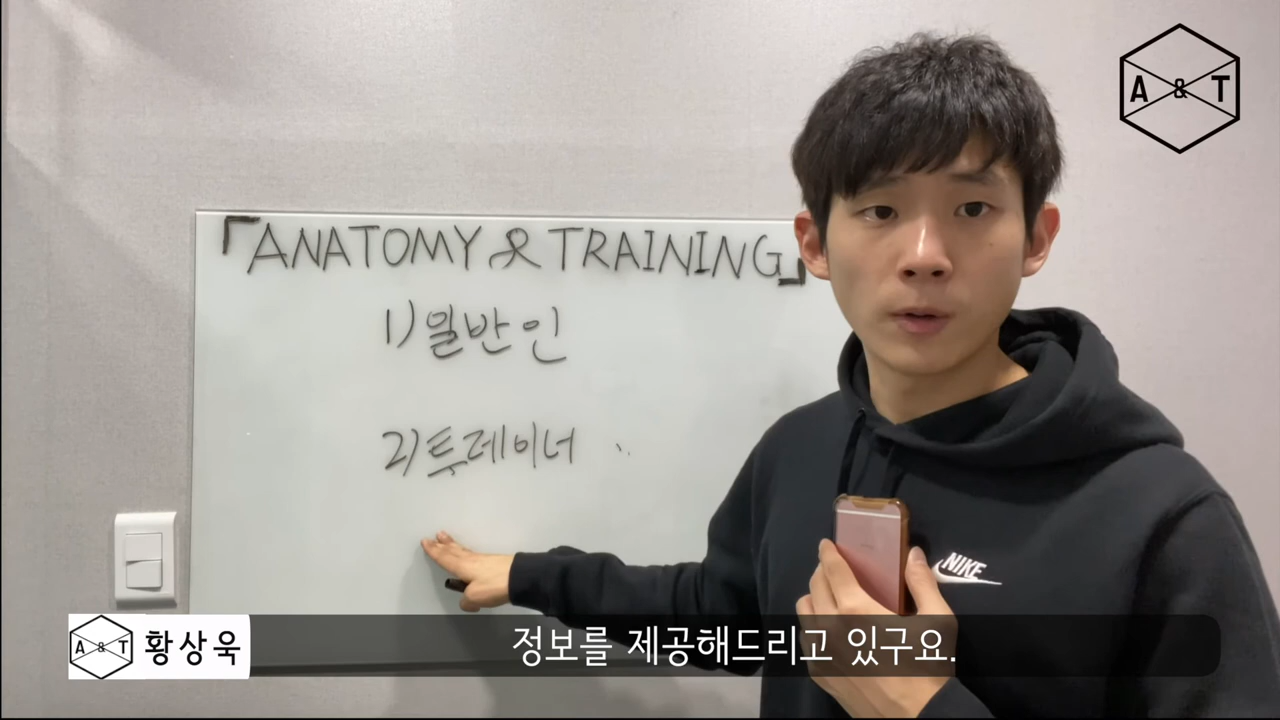 A & T
「ANATOMY & TRAINING」
1) 일반인
2) 투레이너
NIKE
A & T 황상욱
정보를 제공해드리고 있구요.